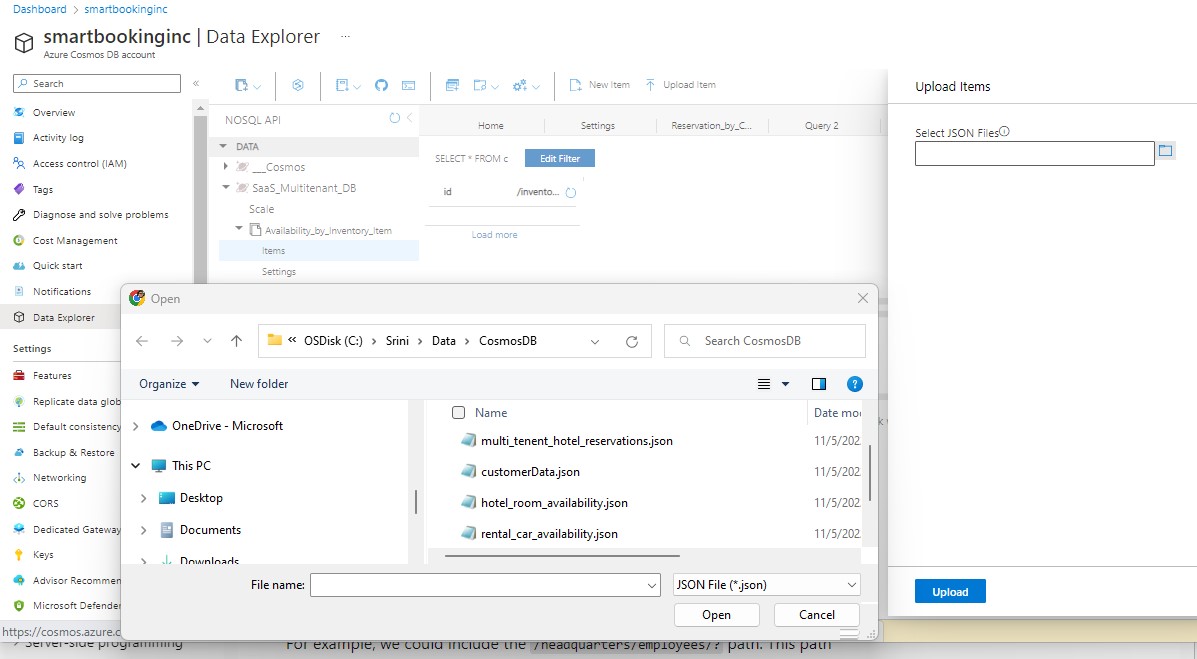 Dashboard > smartbookinginc
smartbookinginc | Data Explorer ...
Azure Cosmos DB account
Search
«
Overview
Activity log
Access control (IAM)
Tags
Diagnose and solve problems
Cost Management
Quick start
Notifications
Data Explorer
Settings
Features
Replicate data glob
Default consistency
Backup & Restore
Networking
CORS
Dedicated Gateway
Keys
Advisor Recommen
Microsoft Defender
https://cosmos.azure.c
New Item
Upload Item
NOSQL API
DATA
___Cosmos
SaaS_Multitenant_DB
Scale
Availability_by_Inventory_Item
Items
Settings
Home
Settings
Reservation_by_C...
Query 2
SELECT * FROM c
Edit Filter
id
/invento...
Load more
Upload Items
Select JSON Files
Upload
Open
« OSDisk (C:) > Srini > Data > CosmosDB
Search CosmosDB
Organize
New folder
OneDrive - Microsoft
This PC
Desktop
Documents
Downloads
Name
Date mo
multi_tenent_hotel_reservations.json
11/5/202
customerData.json
11/5/202
hotel_room_availability.json
11/5/202
rental_car_availability.json
11/5/202
File name:
JSON File (*.json)
Open
Cancel
> Server-side programming
For example, we could include the /headquarters/employees/? path. This path